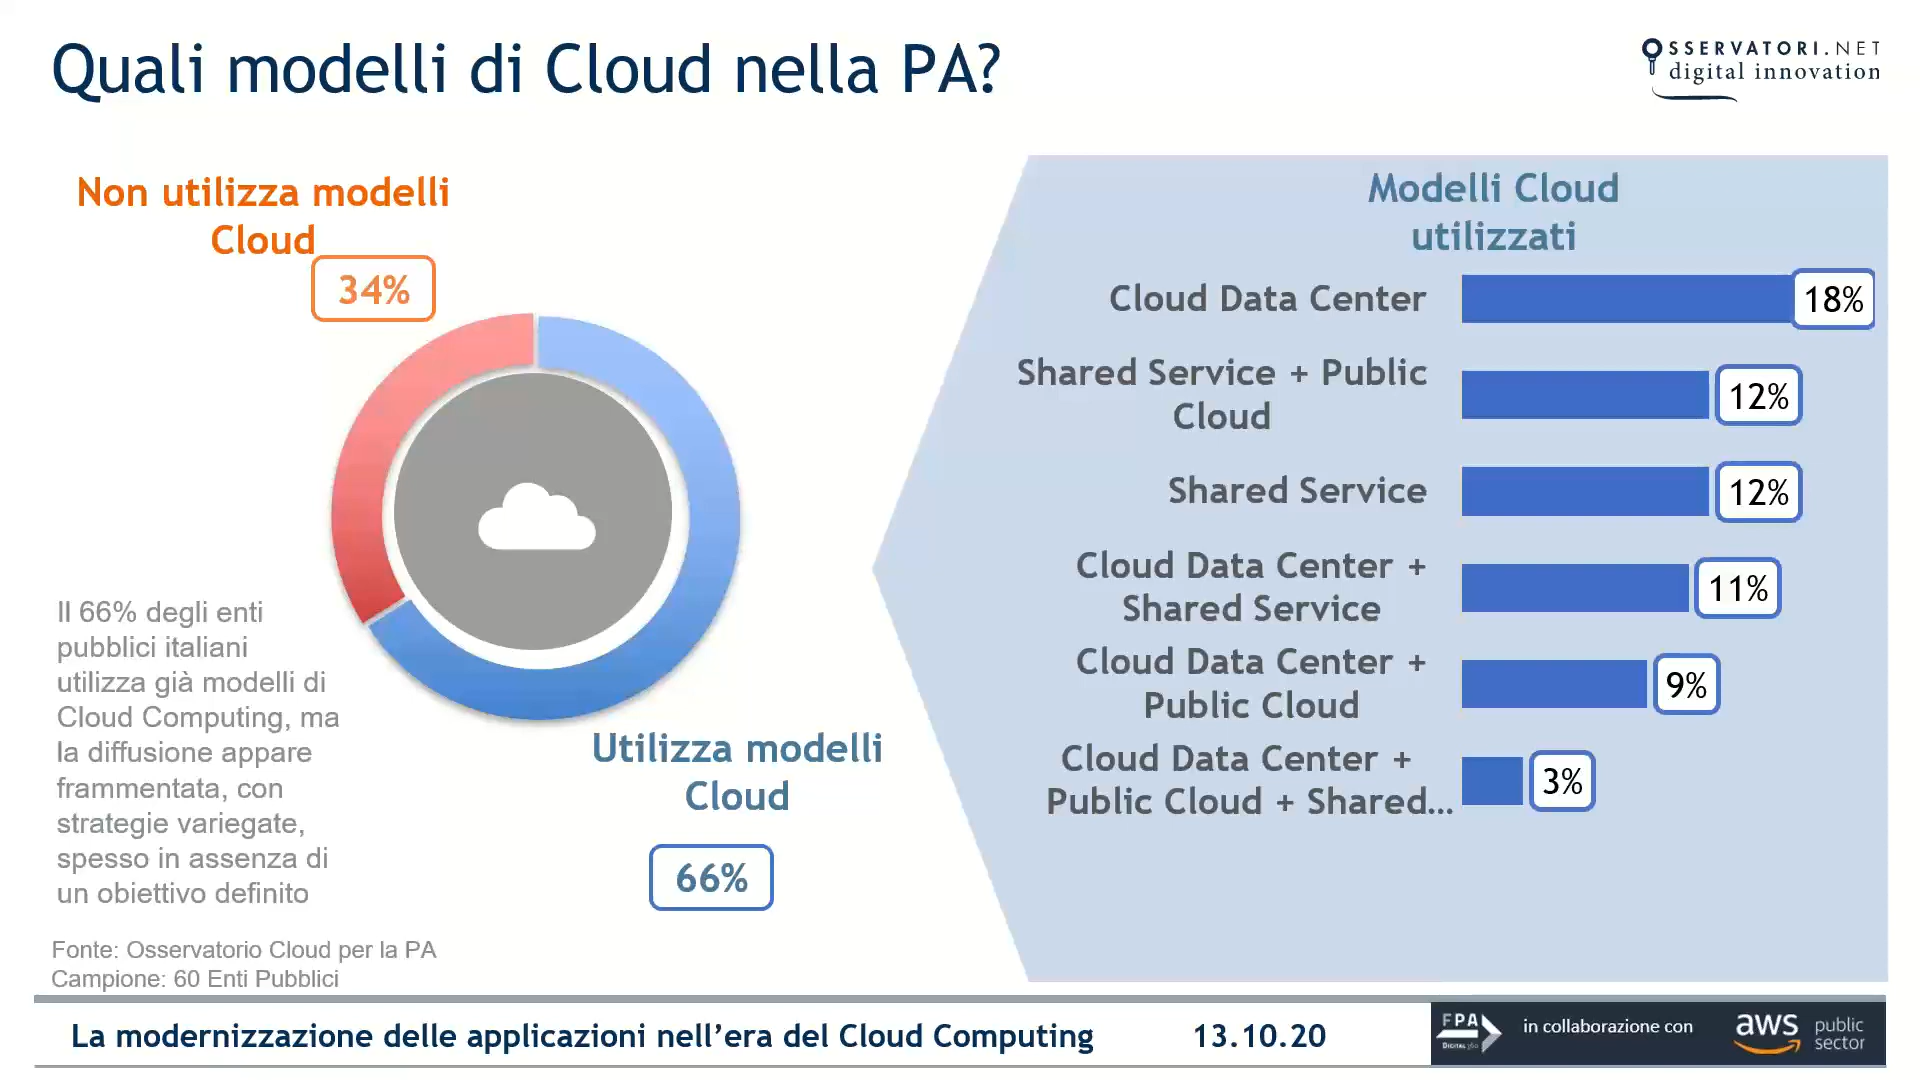 Quali modelli di Cloud nella PA?
OSSERVATORI.NET
digital innovation
Non utilizza modelli
Cloud
34%
Utilizza modelli
Cloud
66%
Il 66% degli enti
pubblici italiani
utilizza già modelli di
Cloud Computing, ma
la diffusione appare
frammentata, con
strategie variegate,
spesso in assenza di
un obiettivo definito
Fonte: Osservatorio Cloud per la PA
Campione: 60 Enti Pubblici
Modelli Cloud
utilizzati
Cloud Data Center
18%
Shared Service + Public
Cloud
12%
Shared Service
12%
Cloud Data Center +
Shared Service
11%
Cloud Data Center +
Public Cloud
9%
Cloud Data Center +
Public Cloud + Shared...
3%
La modernizzazione delle applicazioni nell'era del Cloud Computing
13.10.20
FPA
DIGITAL 360
in collaborazione con
aws
public
sector